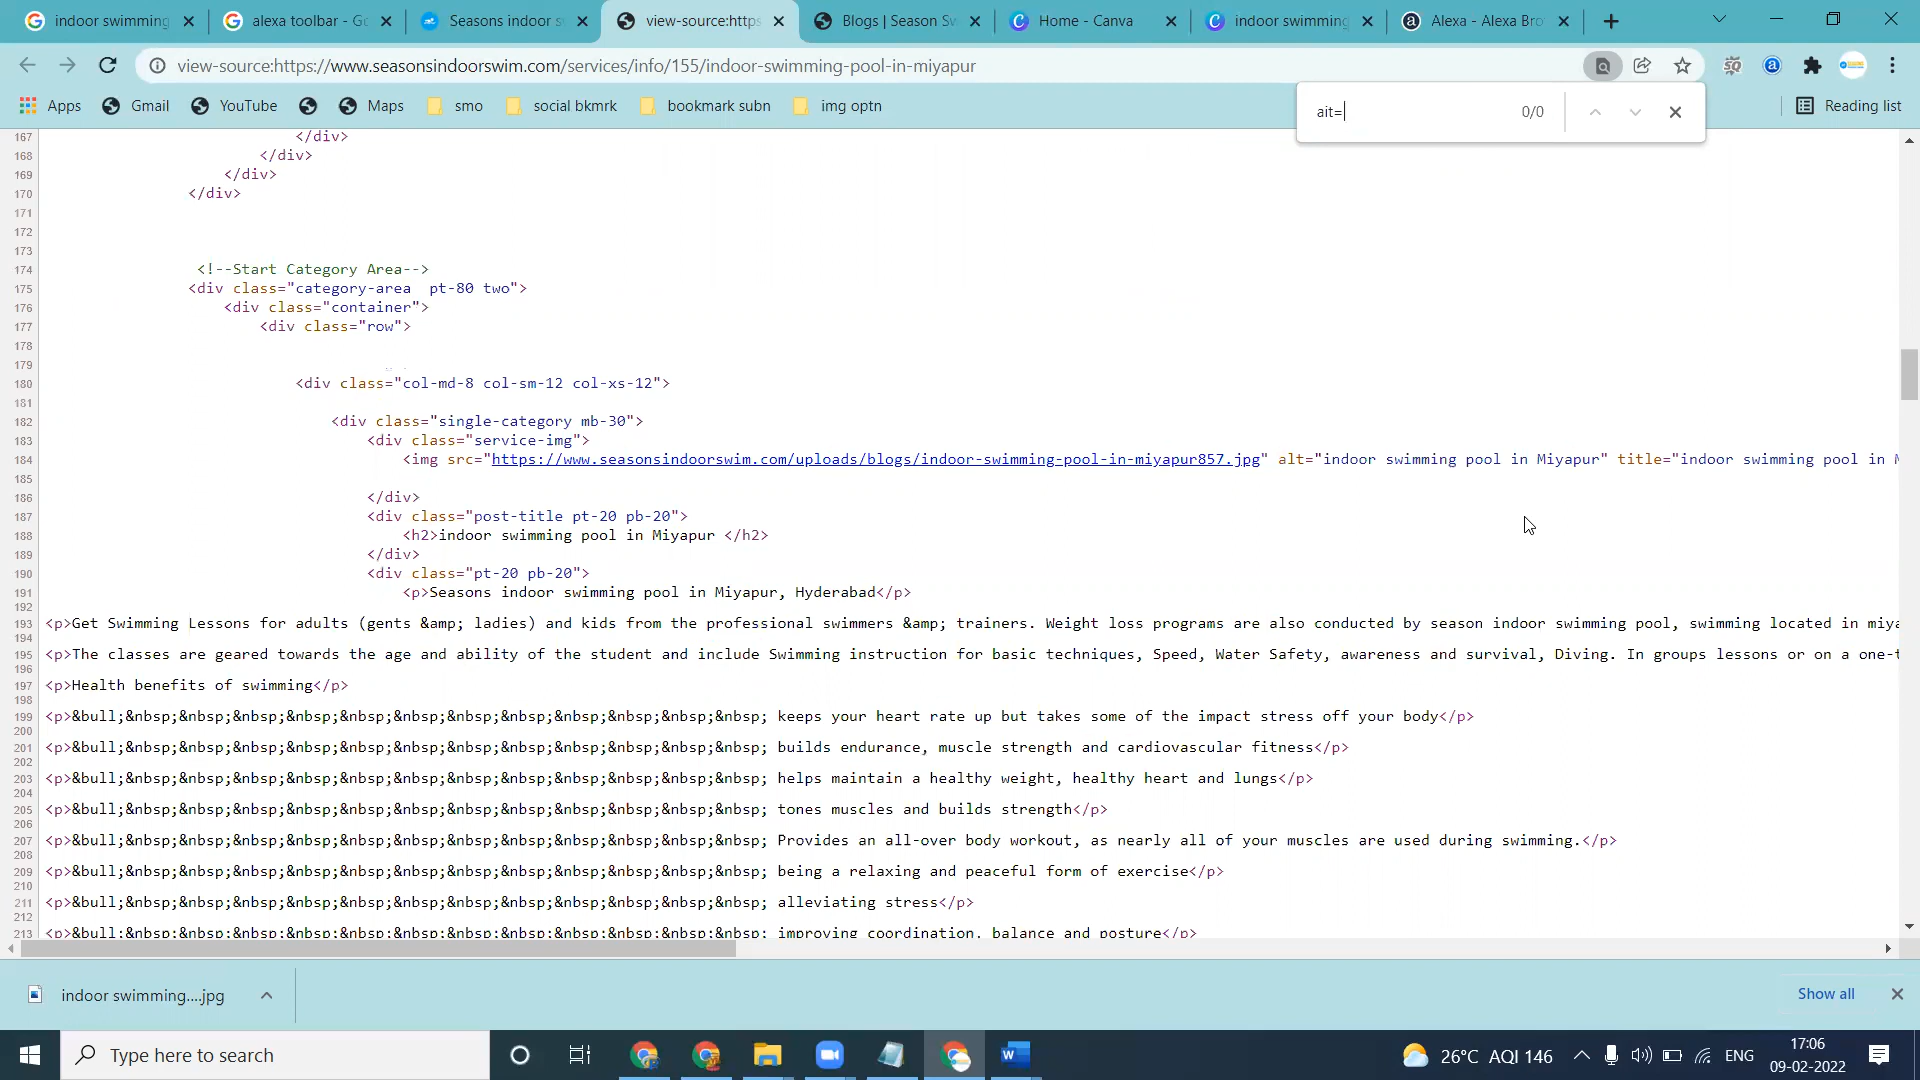 indoor swimming
alexa toolbar - Go
Seasons indoor s
view-source:https
Blogs | Season Sw
Home - Canva
indoor swimming
Alexa - Alexa Bro
view-source:https://www.seasonsindoorswim.com/services/info/155/indoor-swimming-pool-in-miyapur
Apps Gmail YouTube Maps smo social bkmrk bookmark subn img optn Reading list
ait= 0/0
167 </div>
168 </div>
169 </div>
170 </div>
171
172
173
174 <!--Start Category Area-->
175 <div class="category-area  pt-80 two">
176 <div class="container">
177 <div class="row">
178
179
180 <div class="col-md-8 col-sm-12 col-xs-12">
181
182 <div class="single-category mb-30">
183 <div class="service-img">
184 <img src="https://www.seasonsindoorswim.com/uploads/blogs/indoor-swimming-pool-in-miyapur857.jpg" alt="indoor swimming pool in Miyapur" title="indoor swimming pool in M
185
186 </div>
187 <div class="post-title pt-20 pb-20">
188 <h2>indoor swimming pool in Miyapur </h2>
189 </div>
190 <div class="pt-20 pb-20">
191 <p>Seasons indoor swimming pool in Miyapur, Hyderabad</p>
192
193 <p>Get Swimming Lessons for adults (gents &amp; ladies) and kids from the professional swimmers &amp; trainers. Weight loss programs are also conducted by season indoor swimming pool, swimming located in miya
194
195 <p>The classes are geared towards the age and ability of the student and include Swimming instruction for basic techniques, Speed, Water Safety, awareness and survival, Diving. In groups lessons or on a one-t
196
197 <p>Health benefits of swimming</p>
198
199 <p>&bull;&nbsp;&nbsp;&nbsp;&nbsp;&nbsp;&nbsp;&nbsp;&nbsp;&nbsp;&nbsp;&nbsp; keeps your heart rate up but takes some of the impact stress off your body</p>
200
201 <p>&bull;&nbsp;&nbsp;&nbsp;&nbsp;&nbsp;&nbsp;&nbsp;&nbsp;&nbsp;&nbsp;&nbsp; builds endurance, muscle strength and cardiovascular fitness</p>
202
203 <p>&bull;&nbsp;&nbsp;&nbsp;&nbsp;&nbsp;&nbsp;&nbsp;&nbsp;&nbsp;&nbsp;&nbsp; helps maintain a healthy weight, healthy heart and lungs</p>
204
205 <p>&bull;&nbsp;&nbsp;&nbsp;&nbsp;&nbsp;&nbsp;&nbsp;&nbsp;&nbsp;&nbsp;&nbsp; tones muscles and builds strength</p>
206
207 <p>&bull;&nbsp;&nbsp;&nbsp;&nbsp;&nbsp;&nbsp;&nbsp;&nbsp;&nbsp;&nbsp;&nbsp; Provides an all-over body workout, as nearly all of your muscles are used during swimming.</p>
208
209 <p>&bull;&nbsp;&nbsp;&nbsp;&nbsp;&nbsp;&nbsp;&nbsp;&nbsp;&nbsp;&nbsp;&nbsp; being a relaxing and peaceful form of exercise</p>
210
211 <p>&bull;&nbsp;&nbsp;&nbsp;&nbsp;&nbsp;&nbsp;&nbsp;&nbsp;&nbsp;&nbsp;&nbsp; alleviating stress</p>
212
213 <p>&bull;&nbsp;&nbsp;&nbsp;&nbsp;&nbsp;&nbsp;&nbsp;&nbsp;&nbsp;&nbsp;&nbsp; improving coordination, balance and posture</p>
indoor swimming....jpg
Show all
Type here to search
26°C AQI 146
ENG
17:06
09-02-2022